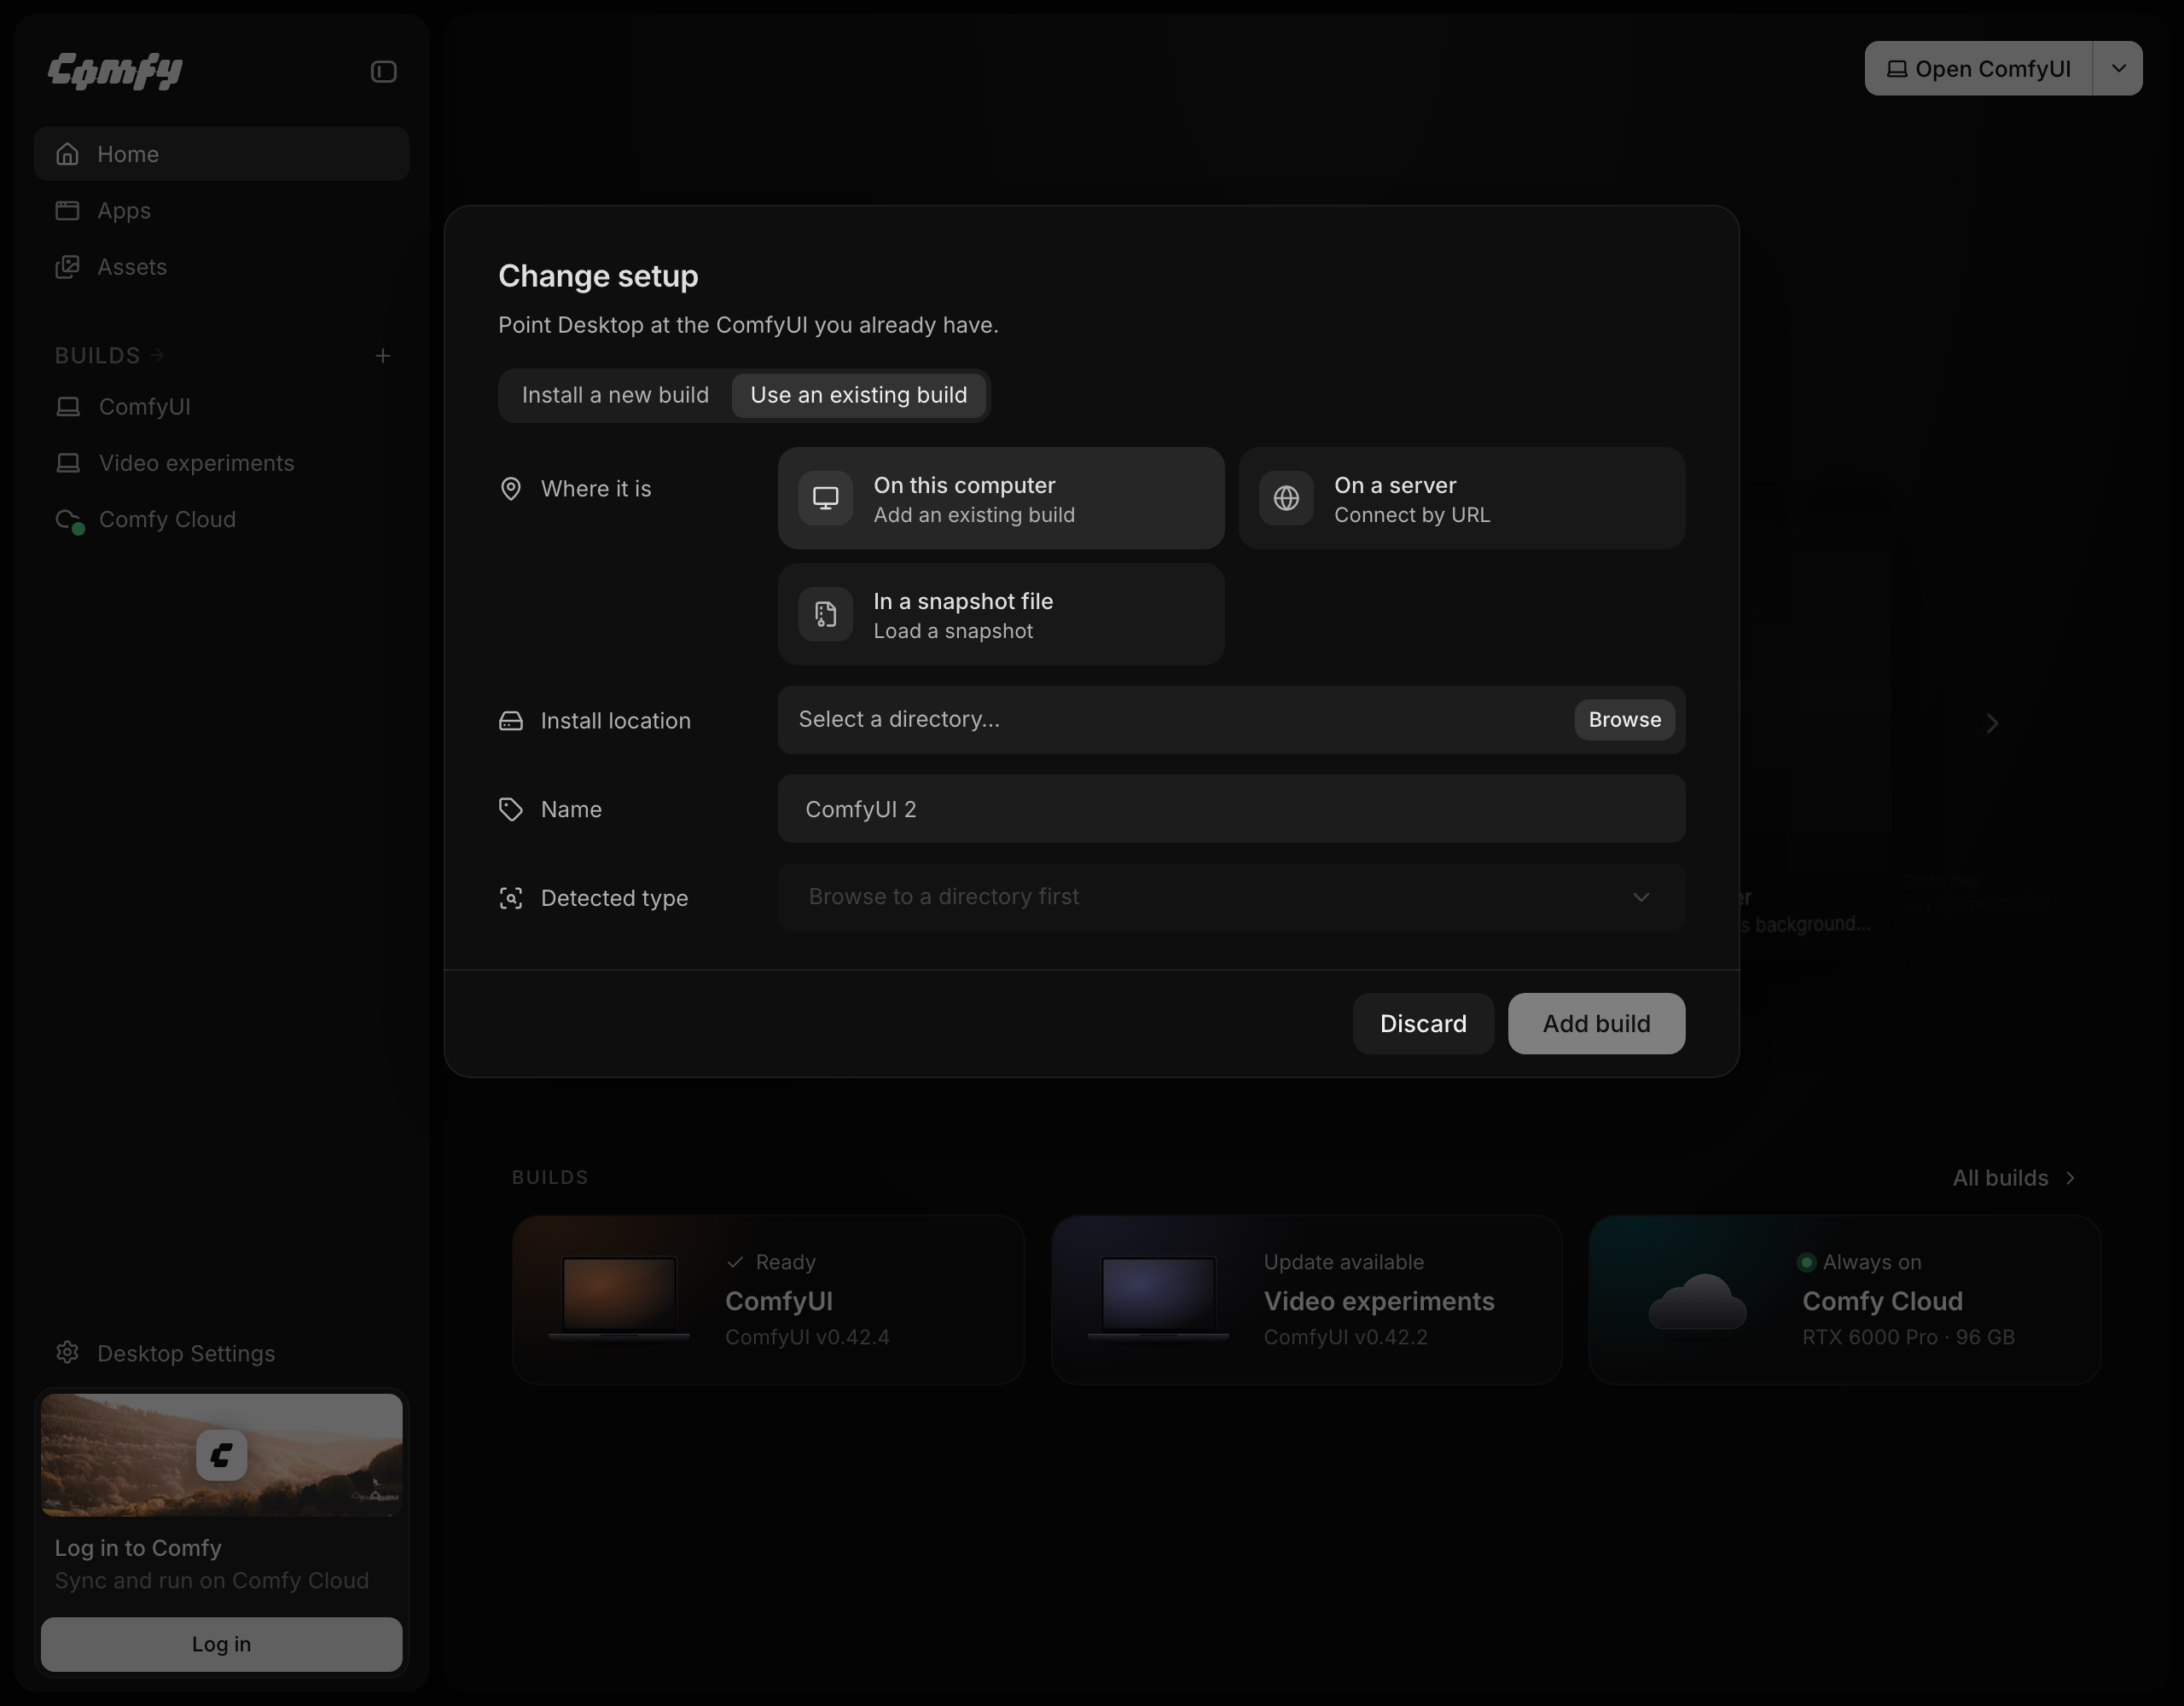 Comfy
Open ComfyUI
Home
Apps
Assets
BUILDS
ComfyUI
Video experiments
Comfy Cloud
Change setup
Point Desktop at the ComfyUI you already have.
Install a new build
Use an existing build
Where it is
On this computer
Add an existing build
On a server
Connect by URL
In a snapshot file
Load a snapshot
Install location
Select a directory...
Browse
Name
ComfyUI 2
Detected type
Browse to a directory first
s background...
Discard
Add build
BUILDS
All builds
Ready
ComfyUI
ComfyUI v0.42.4
Update available
Video experiments
ComfyUI v0.42.2
Always on
Comfy Cloud
RTX 6000 Pro · 96 GB
Desktop Settings
Log in to Comfy
Sync and run on Comfy Cloud
Log in